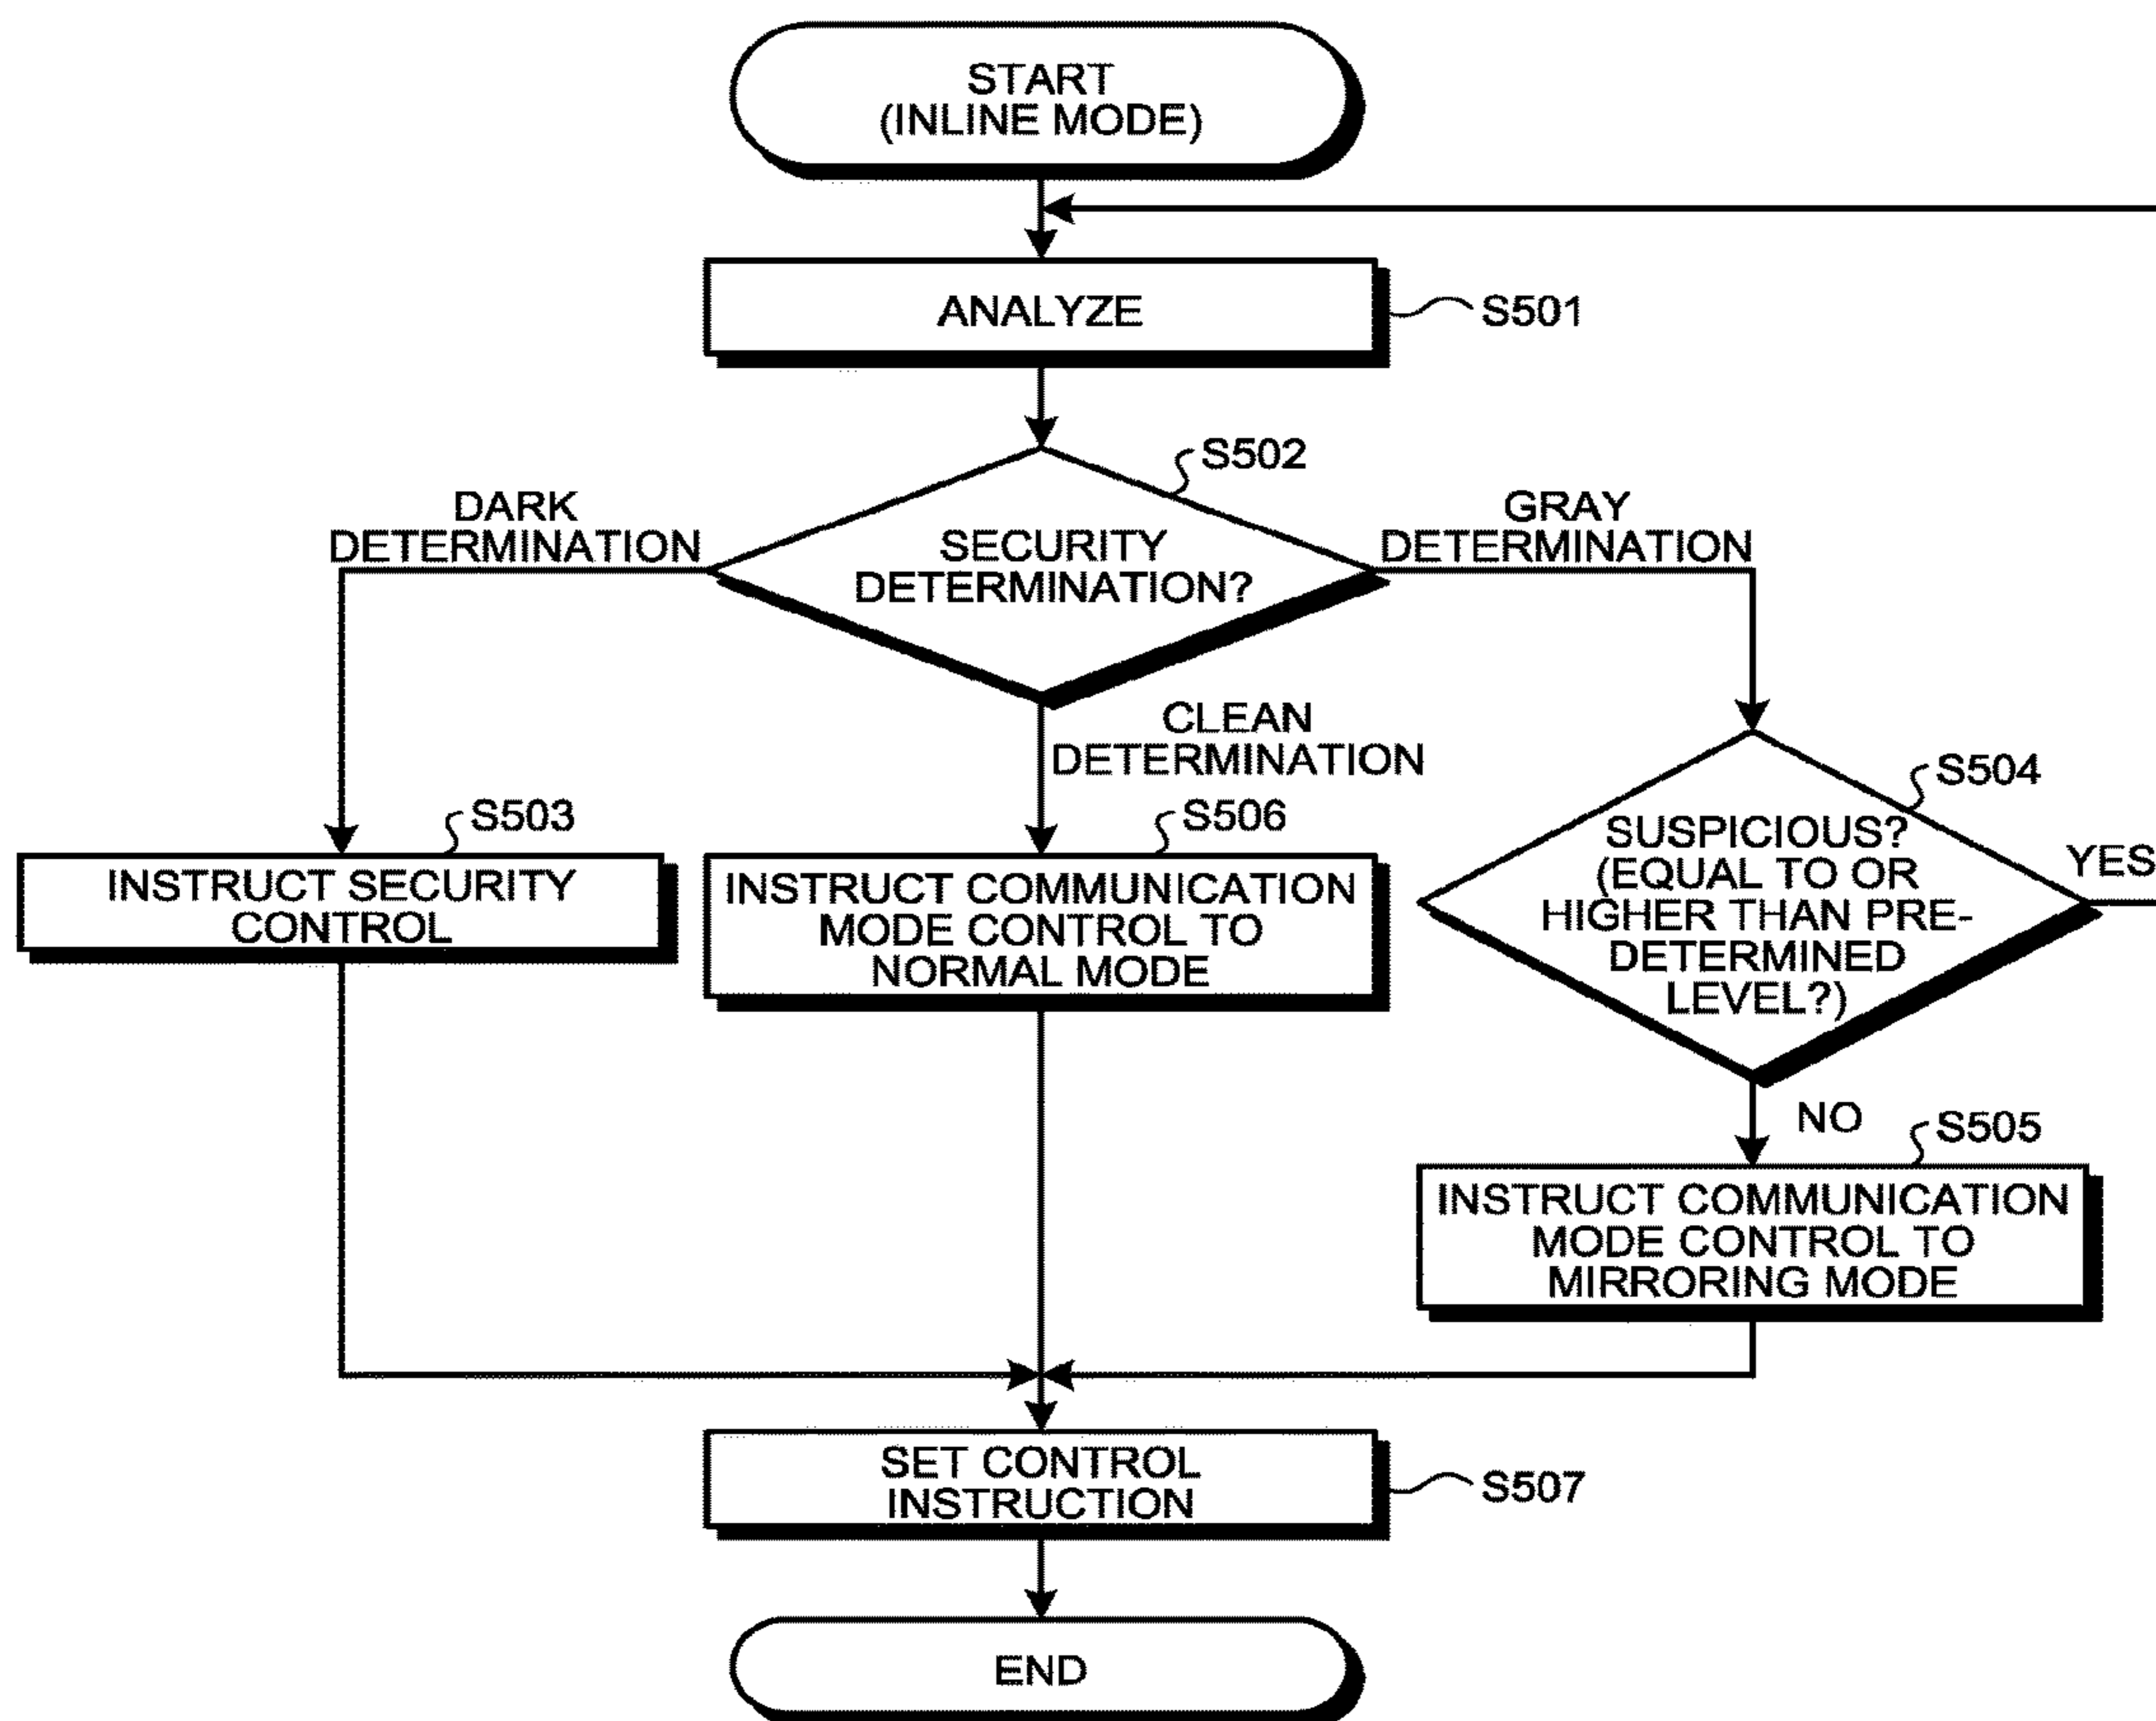 START
(INLINE MODE)
ANALYZE
S501
S502
DARK
DETERMINATION
SECURITY
DETERMINATION?
GRAY
DETERMINATION
CLEAN
DETERMINATION
S503
INSTRUCT SECURITY
CONTROL
S506
INSTRUCT COMMUNICATION
MODE CONTROL TO
NORMAL MODE
S504
SUSPICIOUS?
(EQUAL TO OR
HIGHER THAN PRE-
DETERMINED
LEVEL?)
YES
NO
S505
INSTRUCT COMMUNICATION
MODE CONTROL TO
MIRRORING MODE
SET CONTROL
INSTRUCTION
S507
END